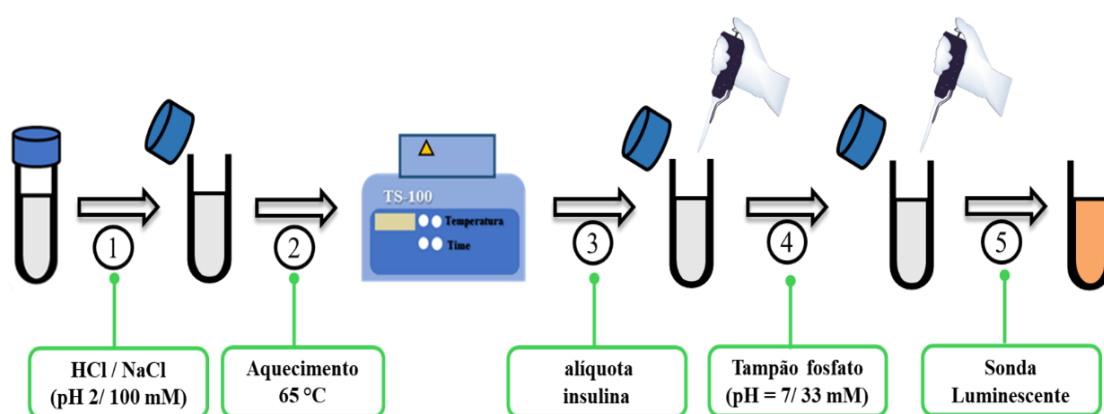 TS-100
Temperatura
Time
1
2
3
4
5
HCl / NaCl
(pH 2/ 100 mM)
Aquecimento
65 °C
alíquota
insulina
Tampão fosfato
(pH = 7/ 33 mM)
Sonda
Luminescente